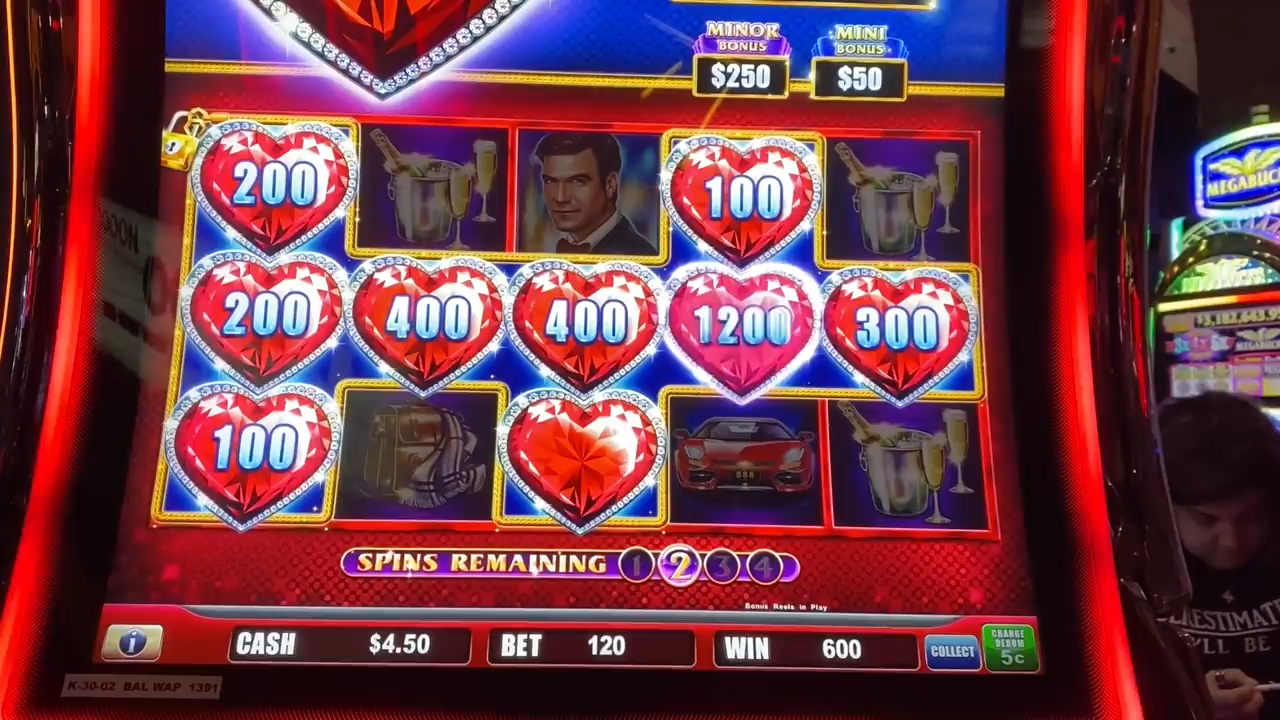 MINOR
BONUS
$250
MINI
BONUS
$50
200
100
200
400
400
1200
300
100
888
SPINS REMAINING 1 2 3 4
Bonus Reels in Play
CASH $4.50 BET 120 WIN 600 COLLECT
CHANGE
DENOM
5¢
K-30-02 BAL WAP 1391